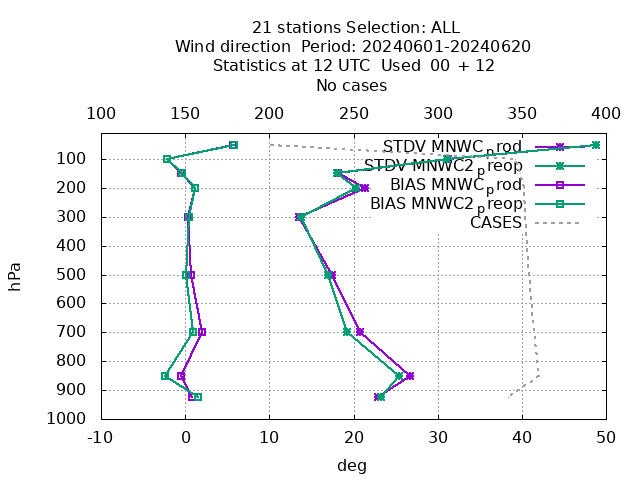 21 stations Selection: ALL
Wind direction  Period: 20240601-20240620
Statistics at 12 UTC  Used  00 + 12
No cases
100 150 200 250 300 350 400
STDV MNWC_prod
STDV MNWC2_preop
BIAS MNWC_prod
BIAS MNWC2_preop
CASES
hPa
100
200
300
400
500
600
700
800
900
1000
-10 0 10 20 30 40 50
deg